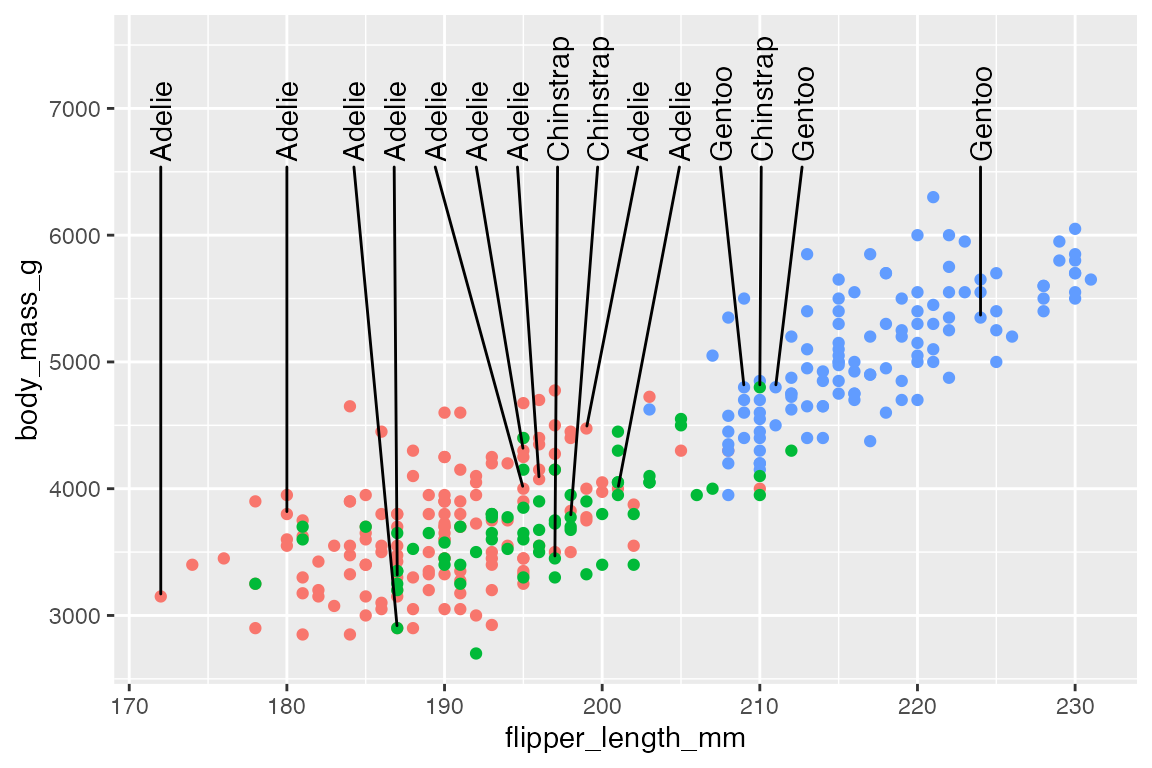 Adelie
Adelie
Adelie
Adelie
Adelie
Adelie
Adelie
Chinstrap
Chinstrap
Adelie
Adelie
Gentoo
Chinstrap
Gentoo
Gentoo
7000
6000
5000
4000
3000
body_mass_g
170 180 190 200 210 220 230
flipper_length_mm